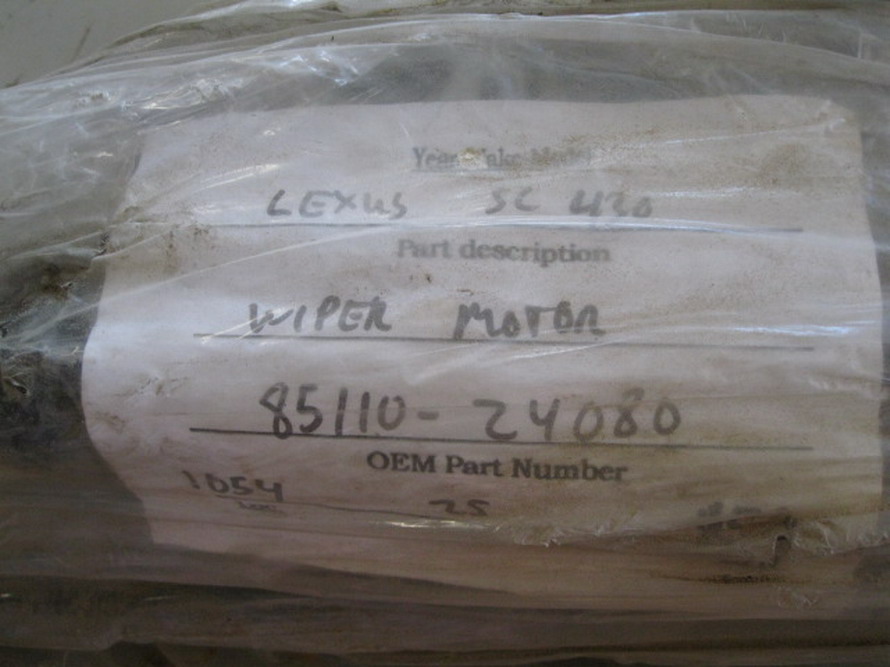 Year Make Model
LEXUS SC 430
Part description
WIPER MOTOR
85110-24080
OEM Part Number
1054 25